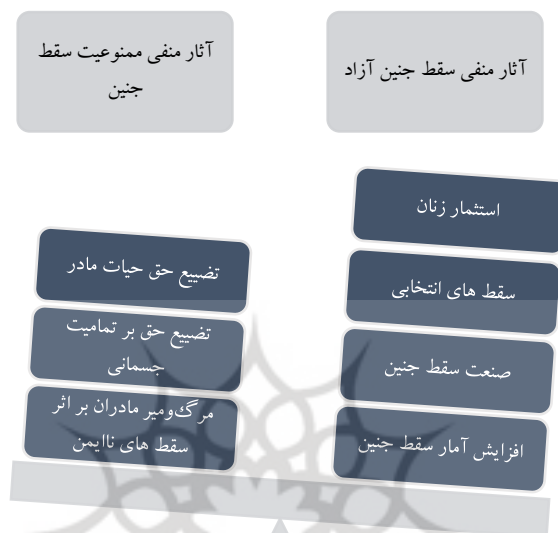 آثار منفی سقط جنین آزاد
استثمار زنان
سقط های انتخابی
صنعت سقط جنین
افزایش آمار سقط جنین
آثار منفی ممنوعیت سقط
جنین
تضییع حق حیات مادر
تضییع حق بر تمامیت
جسمانی
مرگ‌ومیر مادران بر اثر
سقط های ناایمن